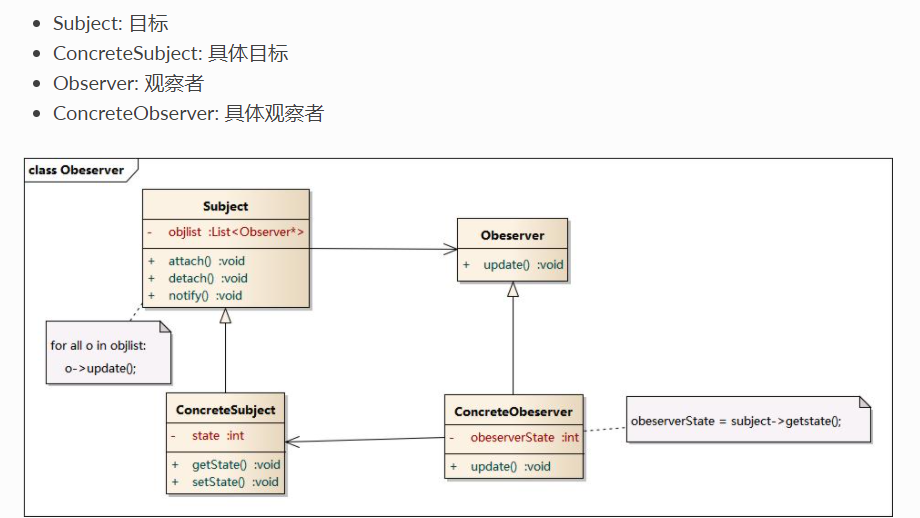 Subject: 目标
ConcreteSubject: 具体目标
Observer: 观察者
ConcreteObserver: 具体观察者
class Obeserver
Subject
- objlist :List<Observer*>
+ attach() :void
+ detach() :void
+ notify() :void
Obeserver
+ update() :void
for all o in objlist:
o->update();
ConcreteSubject
- state :int
+ getState() :void
+ setState() :void
ConcreteObeserver
- obeserverState :int
+ update() :void
obeserverState = subject->getstate();